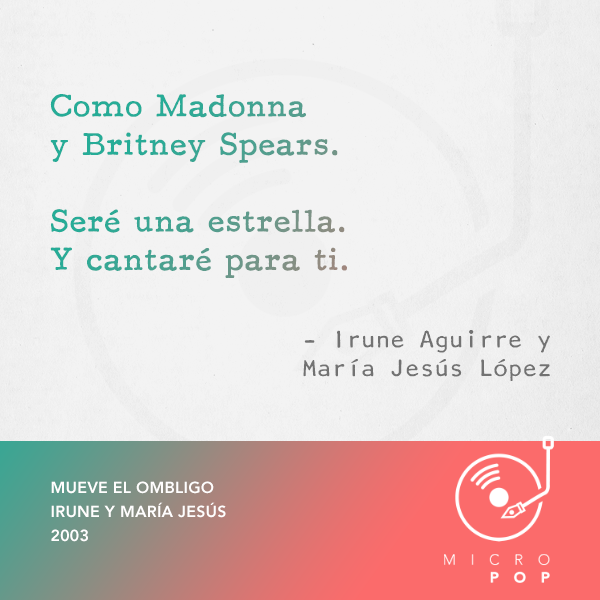 Como Madonna
y Britney Spears.
Seré una estrella.
Y cantaré para ti.
– Irune Aguirre y
María Jesús López
MUEVE EL OMBLIGO
IRUNE Y MARÍA JESÚS
2003
MICRO
POP